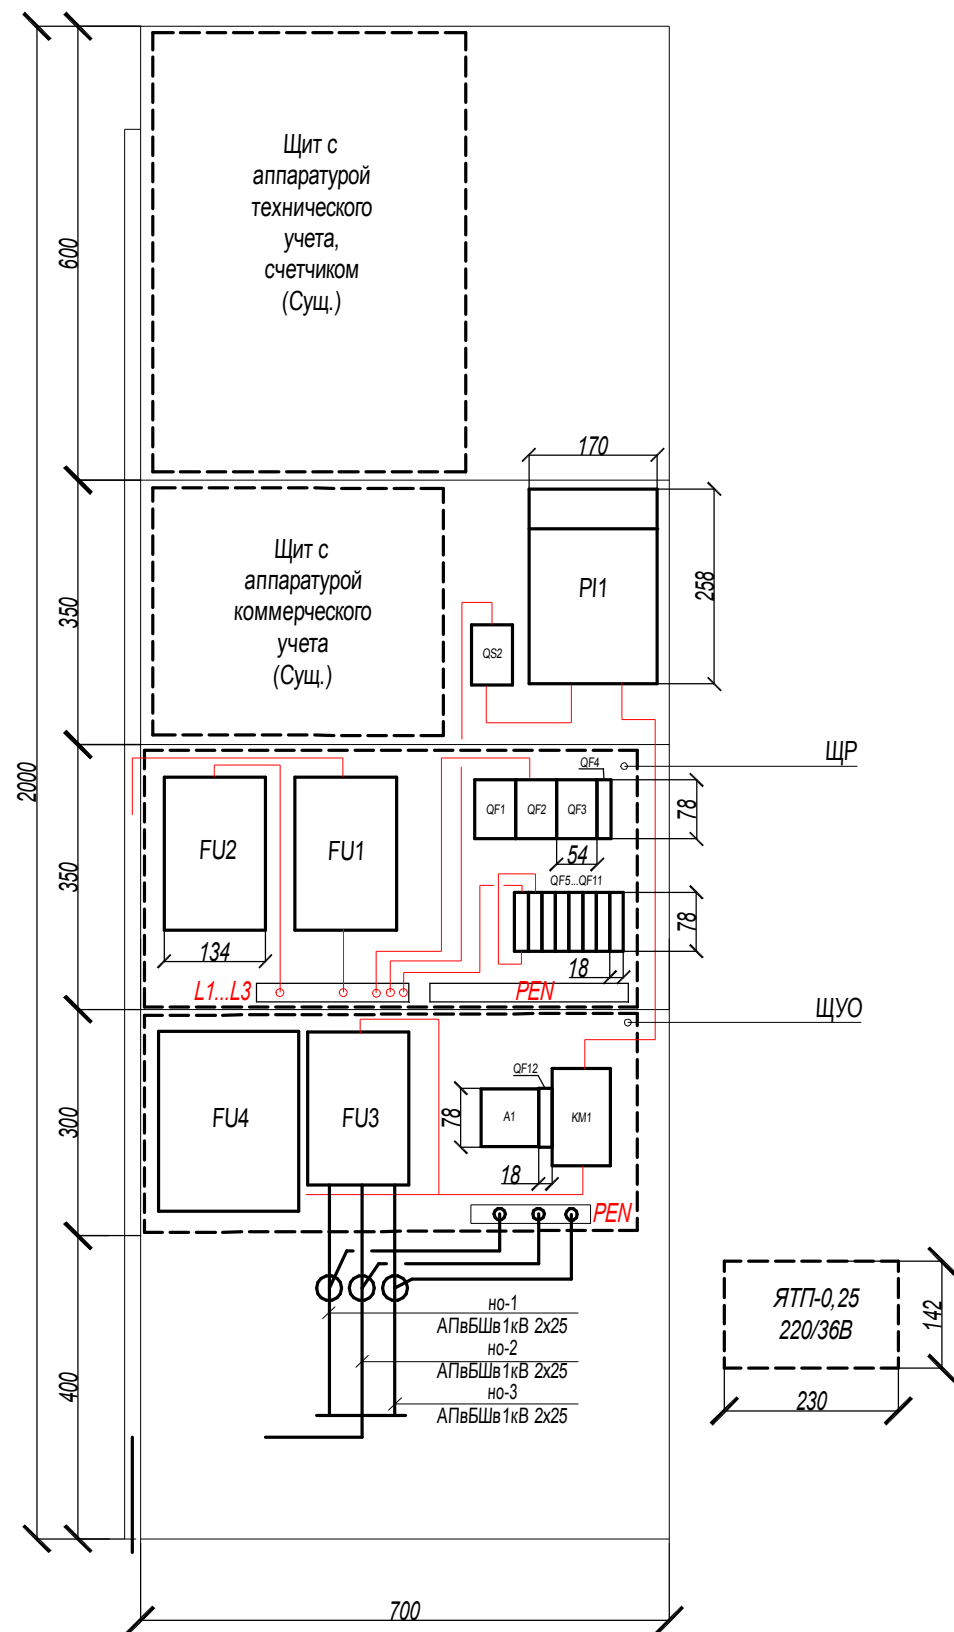 Щит с
аппаратурой
технического
учета,
счетчиком
(Сущ.)
600
170
Щит с
аппаратурой
коммерческого
учета
(Сущ.)
350
QS2
PI1
258
2000
ЩР
QF4
QF1
QF2
QF3
78
54
FU2
FU1
350
QF5...QF11
78
134
18
L1...L3
PEN
ЩУО
QF12
FU4
FU3
300
78
A1
KM1
18
PEN
но-1
АПвБШв1кВ 2х25
но-2
АПвБШв1кВ 2х25
но-3
АПвБШв1кВ 2х25
400
ЯТП-0,25
220/36В
142
230
700